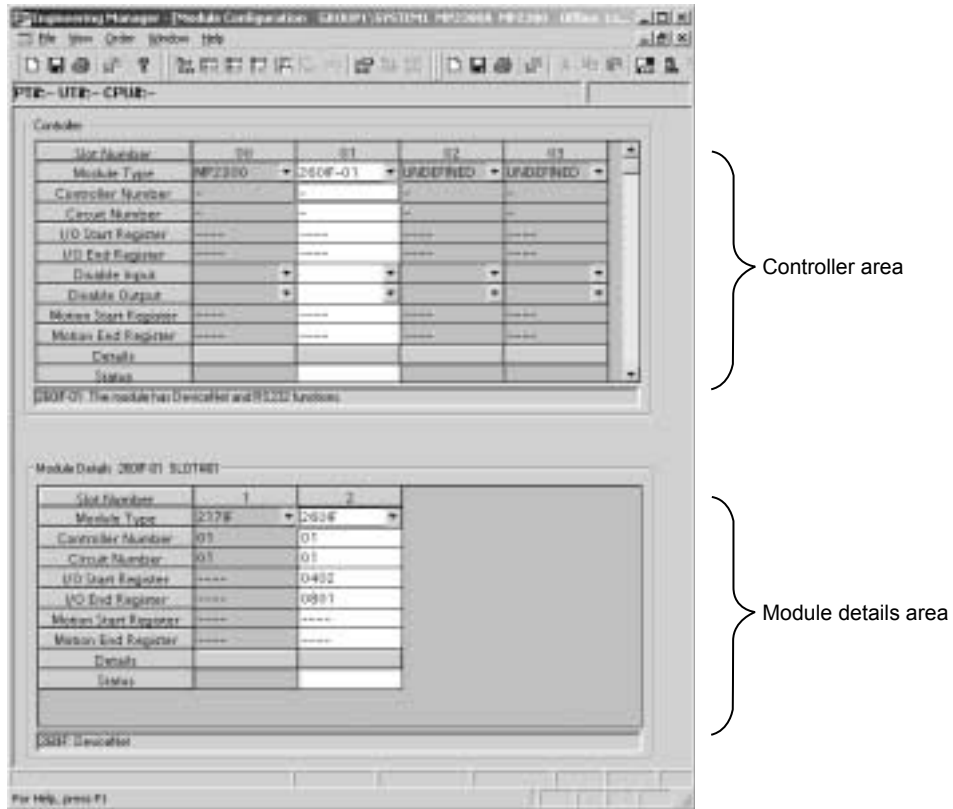 Engineering Manager - [Module Configuration
File View Order Window Help
PT#:- UT#:- CPU#:-
Controller
Slot Number 00 01 02 03
Module Type MP2300 260IF-01 UNDEFINED UNDEFINED
Controller Number - - - -
Circuit Number - - - -
I/O Start Register ---- ---- ---- ----
I/O End Register ---- ---- ---- ----
Disable Input
Disable Output
Motion Start Register ---- ---- ---- ----
Motion End Register ---- ---- ---- ----
Details
Status
260IF-01 :The module has DeviceNet and RS232 functions.
Controller area
Module Details 260IF-01 SLOT#01
Slot Number 1 2
Module Type 217IF 260IF
Controller Number 01 01
Circuit Number 01 01
I/O Start Register ---- 0402
I/O End Register ---- 0801
Motion Start Register ---- ----
Motion End Register ---- ----
Details
Status
260IF :DeviceNet
Module details area
For Help, press F1